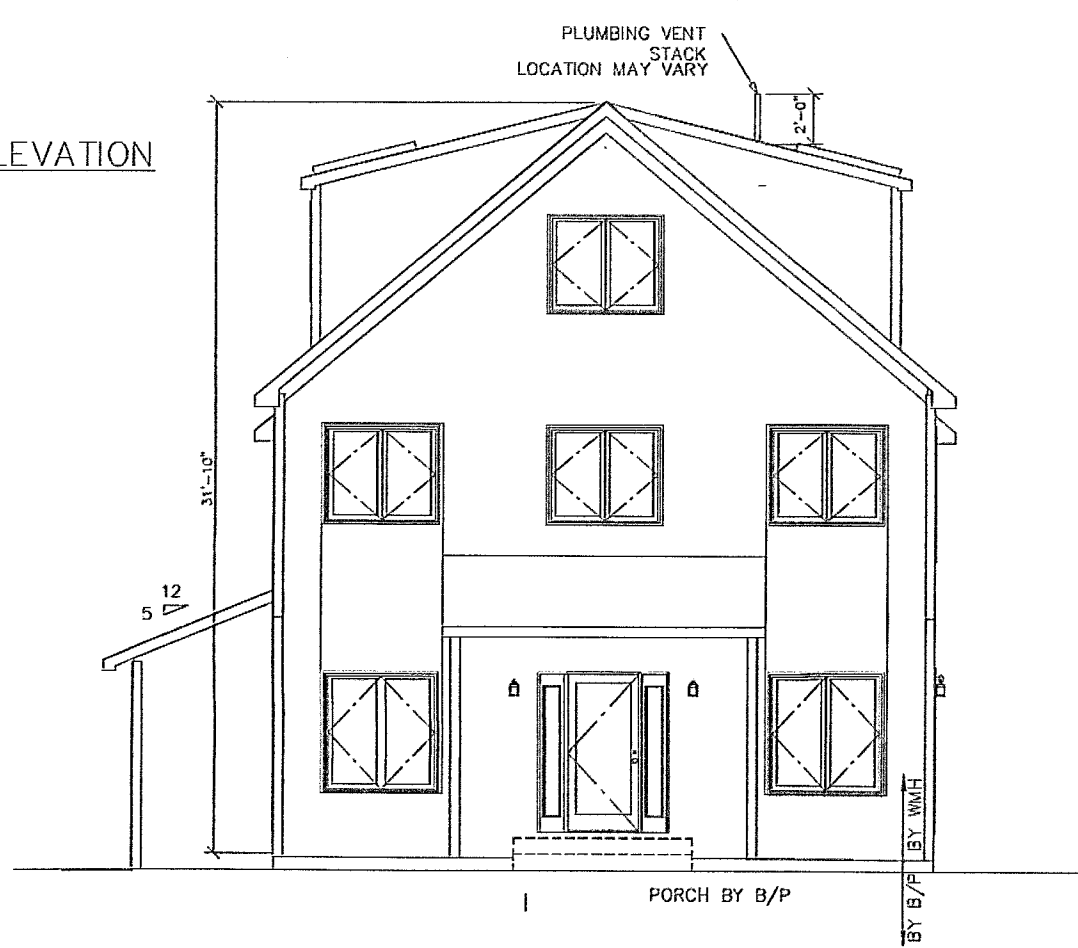 PLUMBING VENT
STACK
LOCATION MAY VARY
2'-0"
LEVATION
31'-10"
12
5
BY WMH
BY B/P
PORCH BY B/P